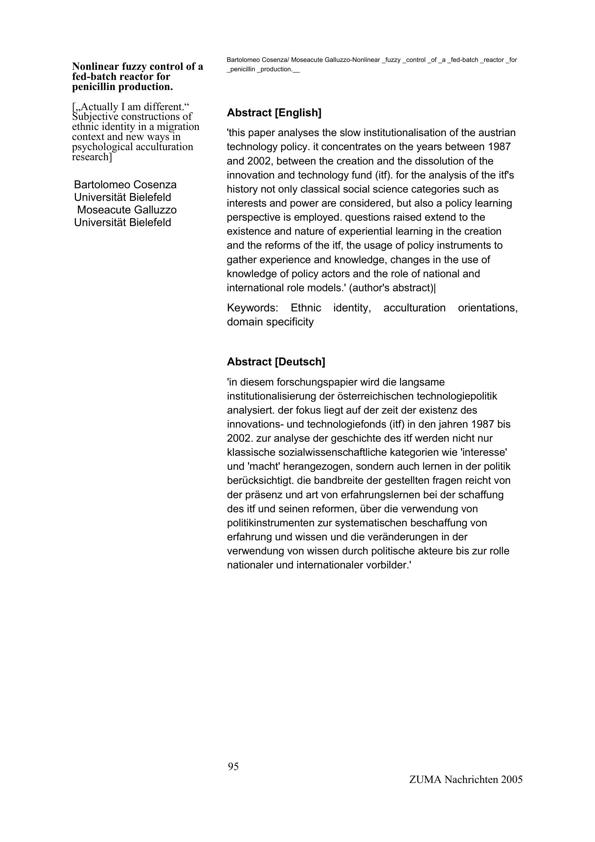 Bartolomeo Cosenza/ Moseacute Galluzzo-Nonlinear _fuzzy _control _of _a _fed-batch _reactor _for
_penicillin _production.__
Nonlinear fuzzy control of a
fed-batch reactor for
penicillin production.
[„Actually I am different.“
Subjective constructions of
ethnic identity in a migration
context and new ways in
psychological acculturation
research]
Bartolomeo Cosenza
Universität Bielefeld
Moseacute Galluzzo
Universität Bielefeld
Abstract [English]
'this paper analyses the slow institutionalisation of the austrian
technology policy. it concentrates on the years between 1987
and 2002, between the creation and the dissolution of the
innovation and technology fund (itf). for the analysis of the itf's
history not only classical social science categories such as
interests and power are considered, but also a policy learning
perspective is employed. questions raised extend to the
existence and nature of experiential learning in the creation
and the reforms of the itf, the usage of policy instruments to
gather experience and knowledge, changes in the use of
knowledge of policy actors and the role of national and
international role models.' (author's abstract)|
Keywords: Ethnic identity, acculturation orientations,
domain specificity
Abstract [Deutsch]
'in diesem forschungspapier wird die langsame
institutionalisierung der österreichischen technologiepolitik
analysiert. der fokus liegt auf der zeit der existenz des
innovations- und technologiefonds (itf) in den jahren 1987 bis
2002. zur analyse der geschichte des itf werden nicht nur
klassische sozialwissenschaftliche kategorien wie 'interesse'
und 'macht' herangezogen, sondern auch lernen in der politik
berücksichtigt. die bandbreite der gestellten fragen reicht von
der präsenz und art von erfahrungslernen bei der schaffung
des itf und seinen reformen, über die verwendung von
politikinstrumenten zur systematischen beschaffung von
erfahrung und wissen und die veränderungen in der
verwendung von wissen durch politische akteure bis zur rolle
nationaler und internationaler vorbilder.'
95
ZUMA Nachrichten 2005